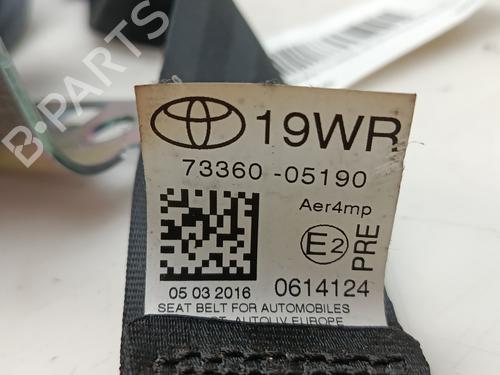 B-PARTS
19WR
73360 -05190
Aer4mp
E2
PRE
05 03 2016
0614124
SEAT BELT FOR AUTOMOBILES
AUTOLIV EUROPE